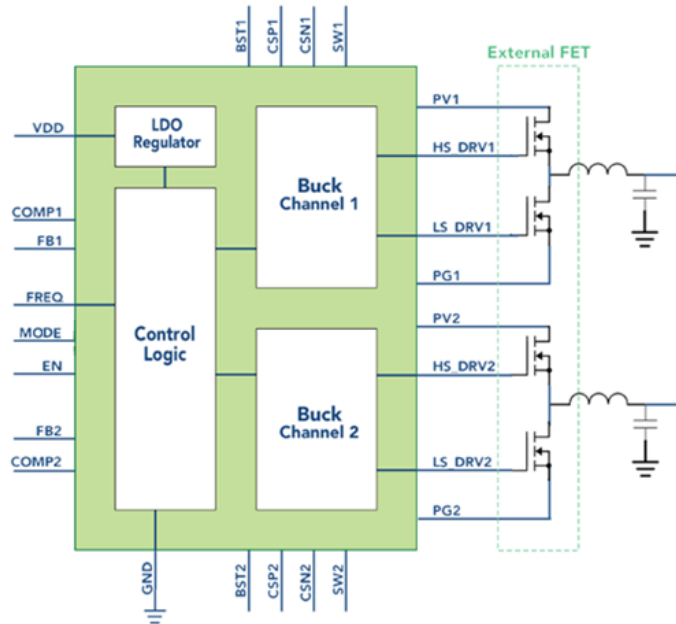 BST1
CSP1
CSN1
SW1
External FET
VDD
LDO
Regulator
PV1
HS_DRV1
Buck
Channel 1
COMP1
FB1
LS_DRV1
FREQ
PG1
MODE
Control
Logic
PV2
EN
HS_DRV2
Buck
Channel 2
FB2
COMP2
LS_DRV2
PG2
GND
BST2
CSP2
CSN2
SW2